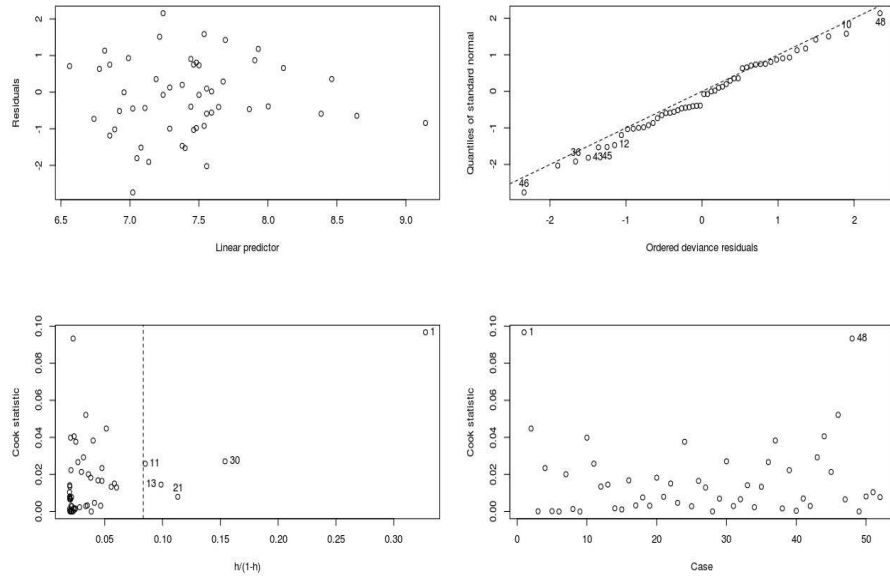 2
1
0
-1
-2
Residuals
6.5 7.0 7.5 8.0 8.5 9.0
Linear predictor
2
1
0
-1
-2
Quantiles of standard normal
10
48
36
43 45 12
46
-2 -1 0 1 2
Ordered deviance residuals
0.10
0.08
0.06
0.04
0.02
0.00
Cook statistic
1
11
30
13
21
0.05 0.10 0.15 0.20 0.25 0.30
h/(1-h)
0.10
0.08
0.06
0.04
0.02
0.00
Cook statistic
1
48
0 10 20 30 40 50
Case